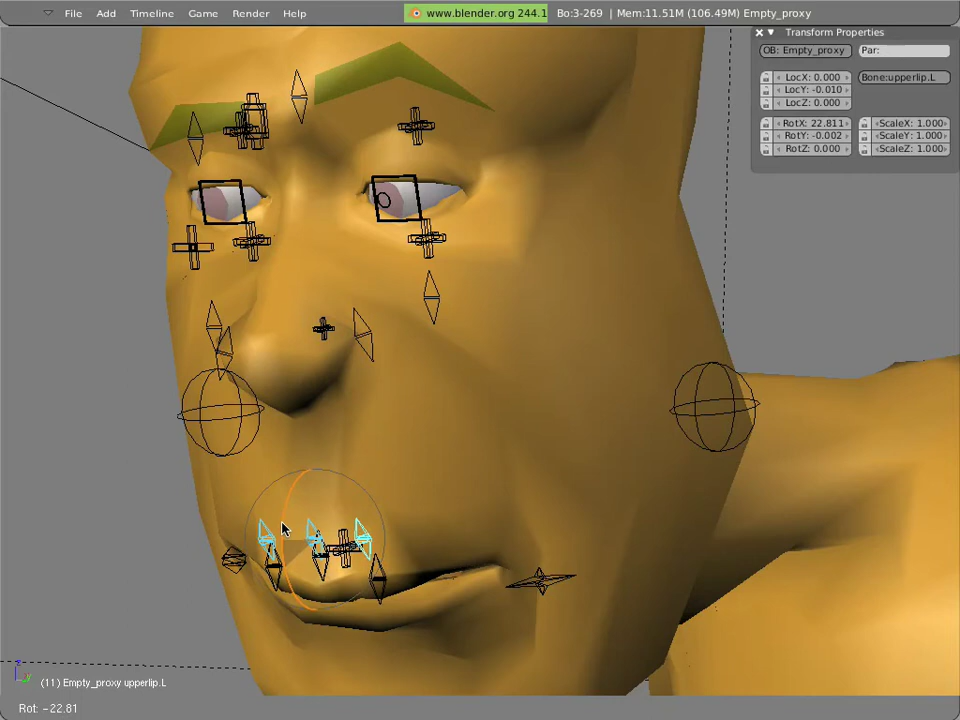 File Add Timeline Game Render Help www.blender.org 244.1 Bo:3-269 | Mem:11.51M (106.49M) Empty_proxy
Transform Properties
OB: Empty_proxy Par:
LocX: 0.000 Bone:upperlip.L
LocY: -0.010
LocZ: 0.000
RotX: 22.811 ScaleX: 1.000
RotY: -0.002 ScaleY: 1.000
RotZ: 0.000 ScaleZ: 1.000
(11) Empty_proxy upperlip.L
Rot: -22.81